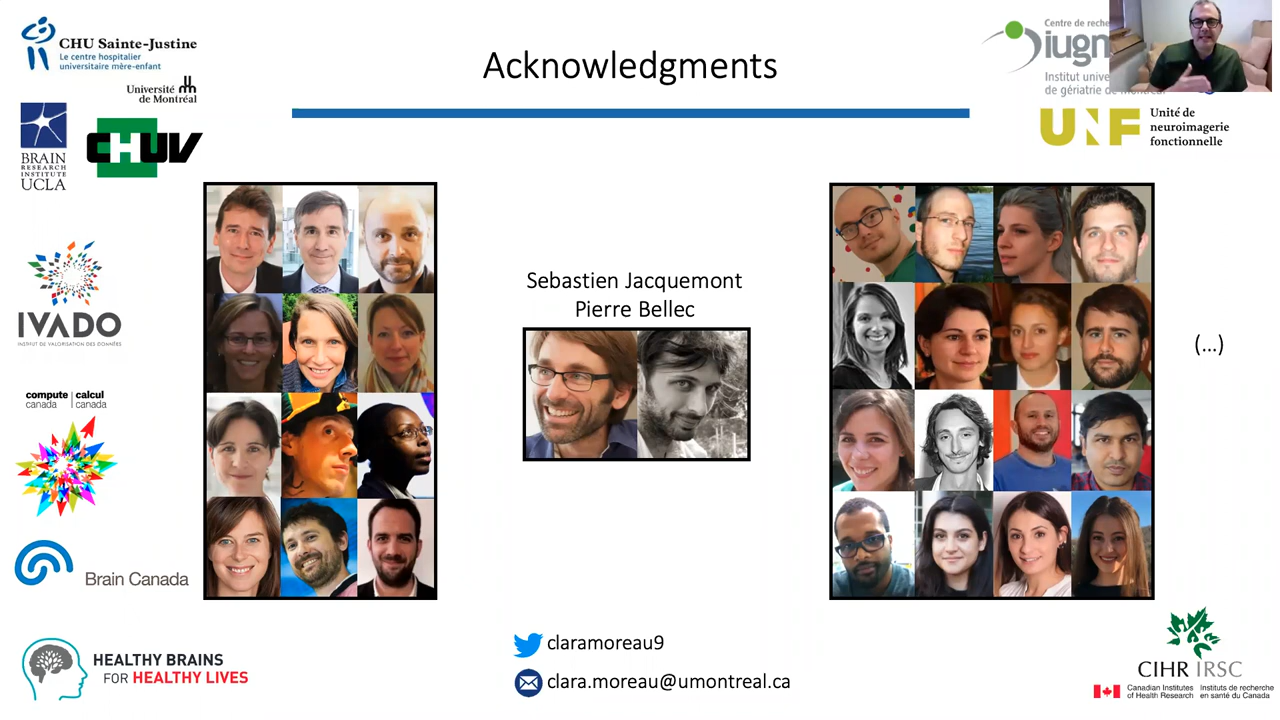 CHU Sainte-Justine
Le centre hospitalier
universitaire mère-enfant
Université
de Montréal
BRAIN
RESEARCH
INSTITUTE
UCLA
CHUV
Acknowledgments
Centre de reche
iugm
Institut unive
de gériatrie de Montréal
UNF
Unité de
neuroimagerie
fonctionnelle
IVADO
INSTITUT DE VALORISATION DES DONNÉES
compute | calcul
canada | canada
Brain Canada
HEALTHY BRAINS
FOR HEALTHY LIVES
Sebastien Jacquemont
Pierre Bellec
(...)
claramoreau9
clara.moreau@umontreal.ca
CIHR IRSC
Canadian Institutes
of Health Research
Instituts de recherche
en santé du Canada